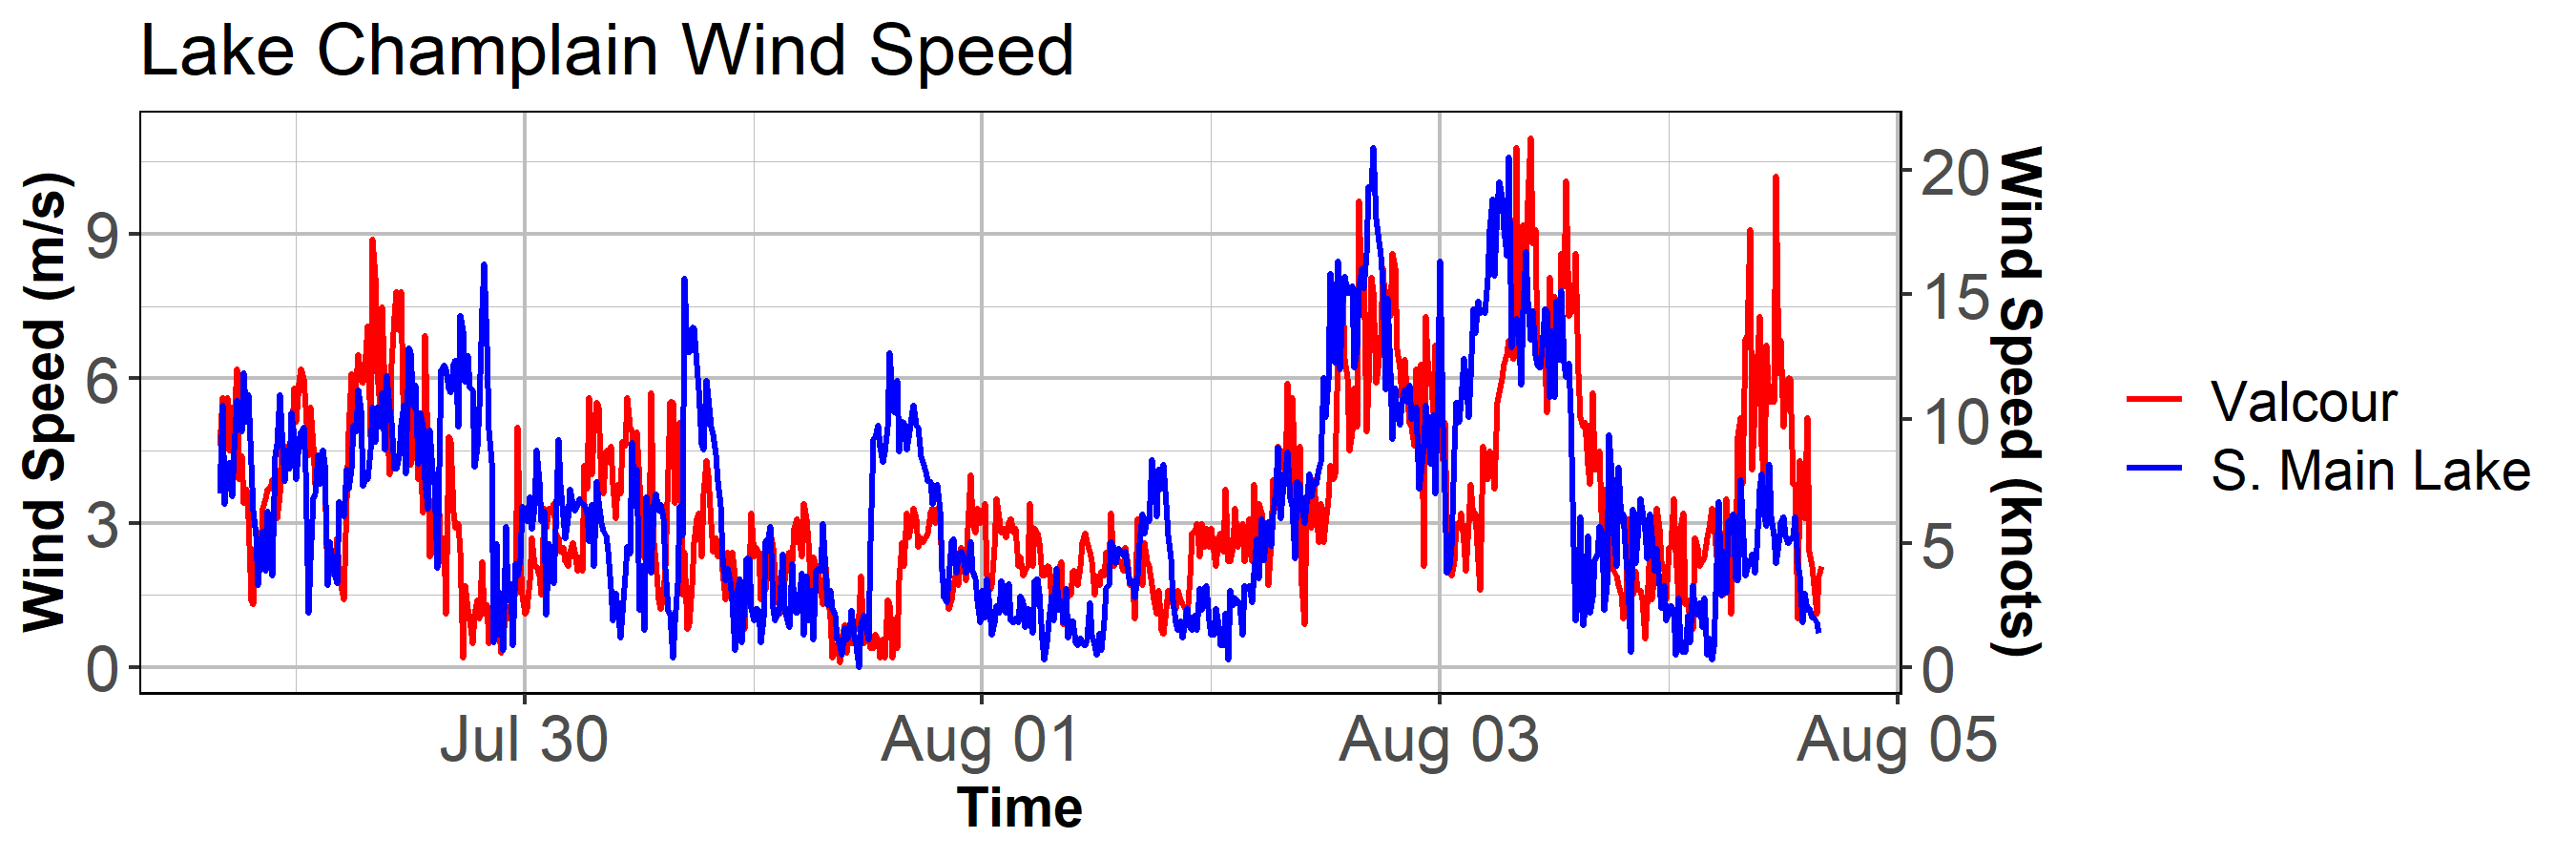 Lake Champlain Wind Speed
Wind Speed (m/s)
9
6
3
0
20
15
10
5
0
Wind Speed (knots)
Jul 30
Aug 01
Aug 03
Aug 05
Time
Valcour
S. Main Lake